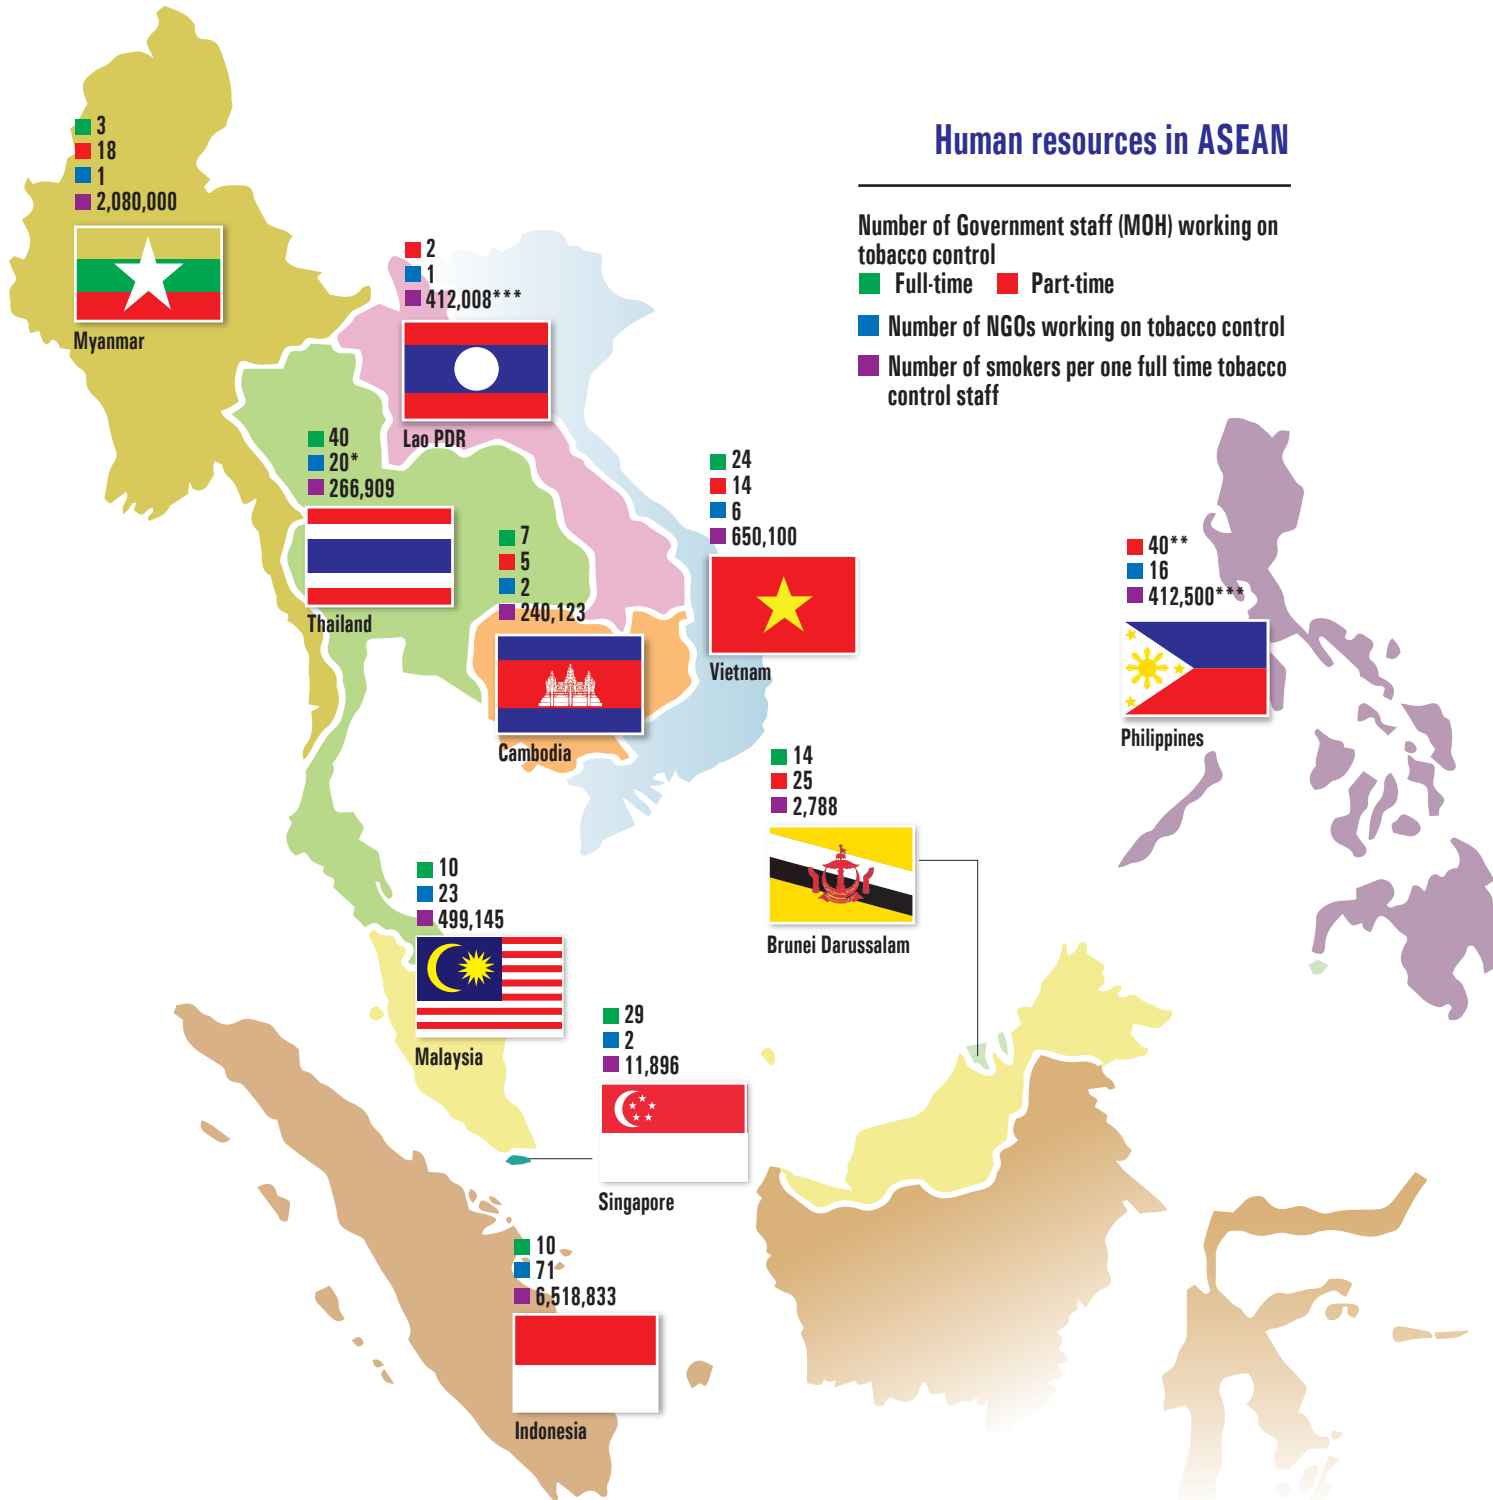 Human resources in ASEAN
Number of Government staff (MOH) working on
tobacco control
Full-time Part-time
Number of NGOs working on tobacco control
Number of smokers per one full time tobacco
control staff
3
18
1
2,080,000
Myanmar
2
1
412,008***
Lao PDR
40
20*
266,909
Thailand
7
5
2
240,123
Cambodia
24
14
6
650,100
Vietnam
40**
16
412,500***
Philippines
14
25
2,788
Brunei Darussalam
10
23
499,145
Malaysia
29
2
11,896
Singapore
10
71
6,518,833
Indonesia